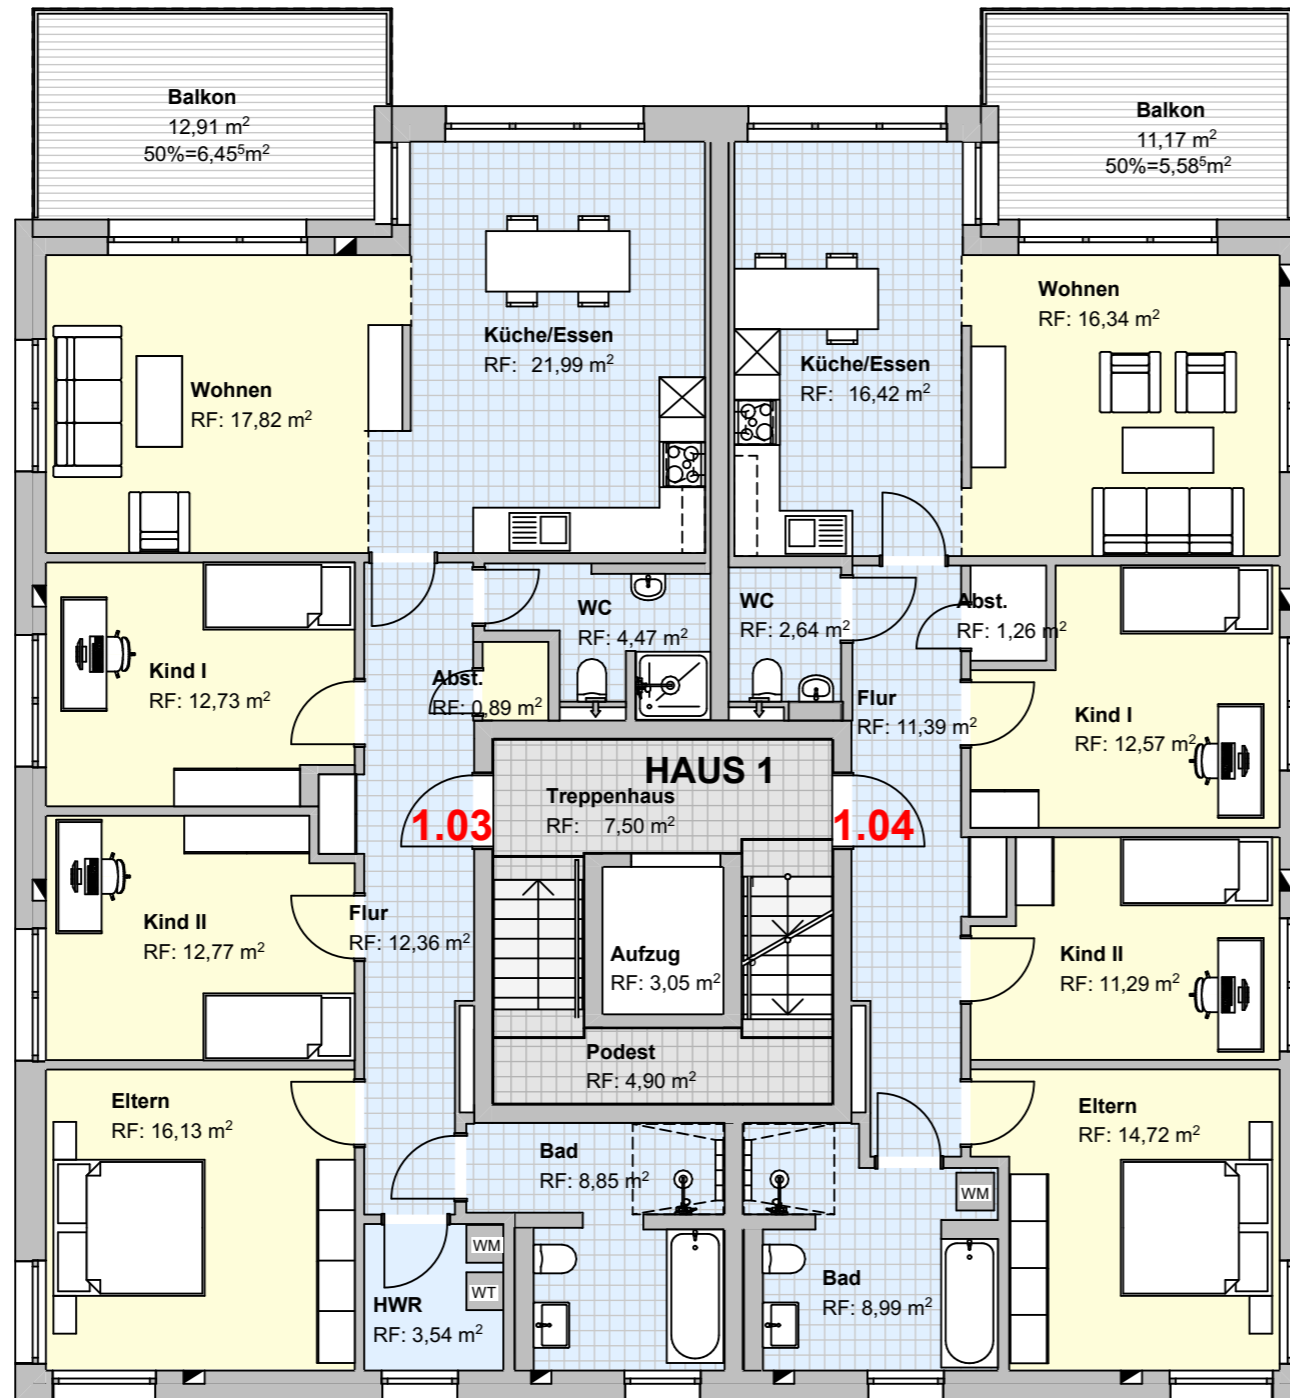 Balkon
12,91 m²
50%=6,45⁵m²
Balkon
11,17 m²
50%=5,58⁵m²
Küche/Essen
RF: 21,99 m²
Wohnen
RF: 17,82 m²
Küche/Essen
RF: 16,42 m²
Wohnen
RF: 16,34 m²
WC
RF: 4,47 m²
WC
RF: 2,64 m²
Abst.
RF: 1,26 m²
Kind I
RF: 12,73 m²
Abst.
RF: 0,89 m²
Flur
RF: 11,39 m²
Kind I
RF: 12,57 m²
HAUS 1
Treppenhaus
RF: 7,50 m²
1.03
1.04
Kind II
RF: 12,77 m²
Flur
RF: 12,36 m²
Aufzug
RF: 3,05 m²
Kind II
RF: 11,29 m²
Podest
RF: 4,90 m²
Eltern
RF: 16,13 m²
Bad
RF: 8,85 m²
Eltern
RF: 14,72 m²
WM
WM
WT
HWR
RF: 3,54 m²
Bad
RF: 8,99 m²